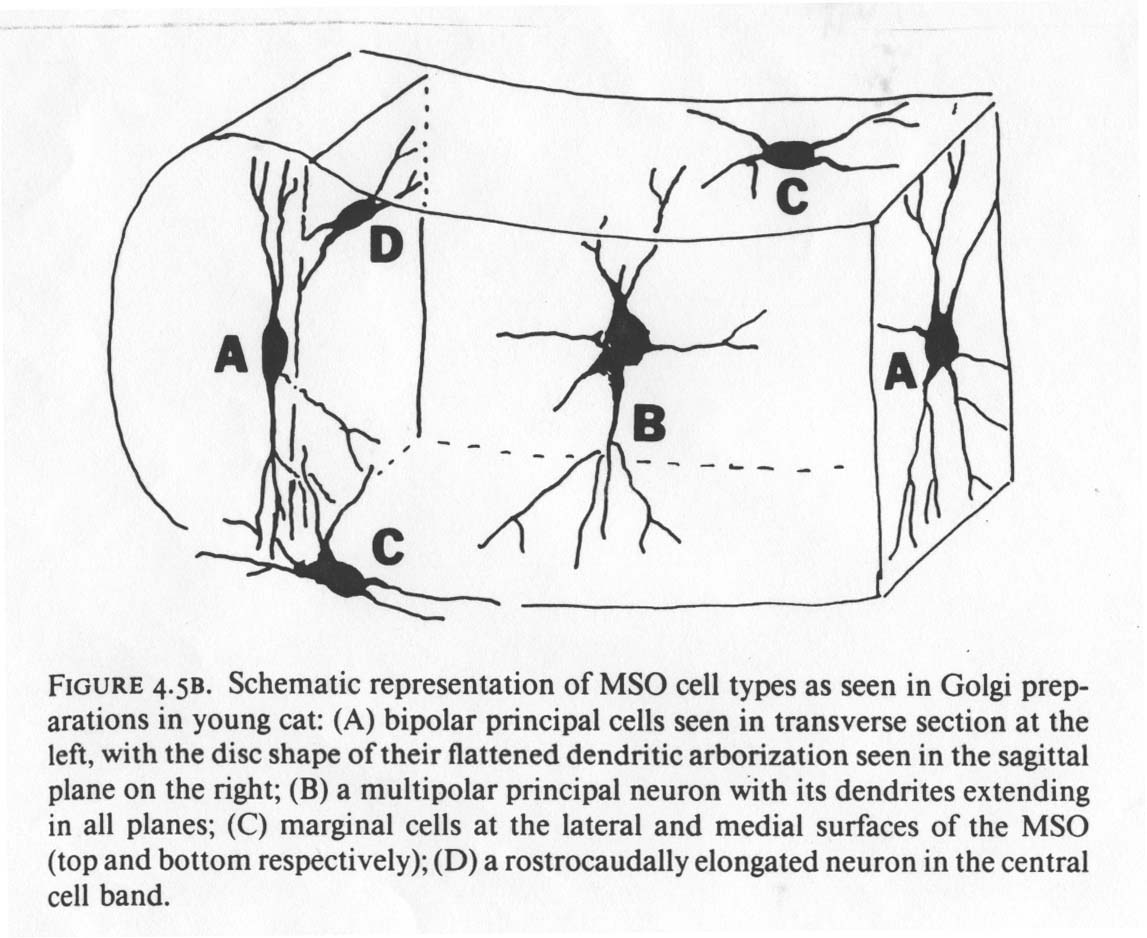 C
D
A
A
B
C
FIGURE 4.5B. Schematic representation of MSO cell types as seen in Golgi prep-
arations in young cat: (A) bipolar principal cells seen in transverse section at the
left, with the disc shape of their flattened dendritic arborization seen in the sagittal
plane on the right; (B) a multipolar principal neuron with its dendrites extending
in all planes; (C) marginal cells at the lateral and medial surfaces of the MSO
(top and bottom respectively); (D) a rostrocaudally elongated neuron in the central
cell band.